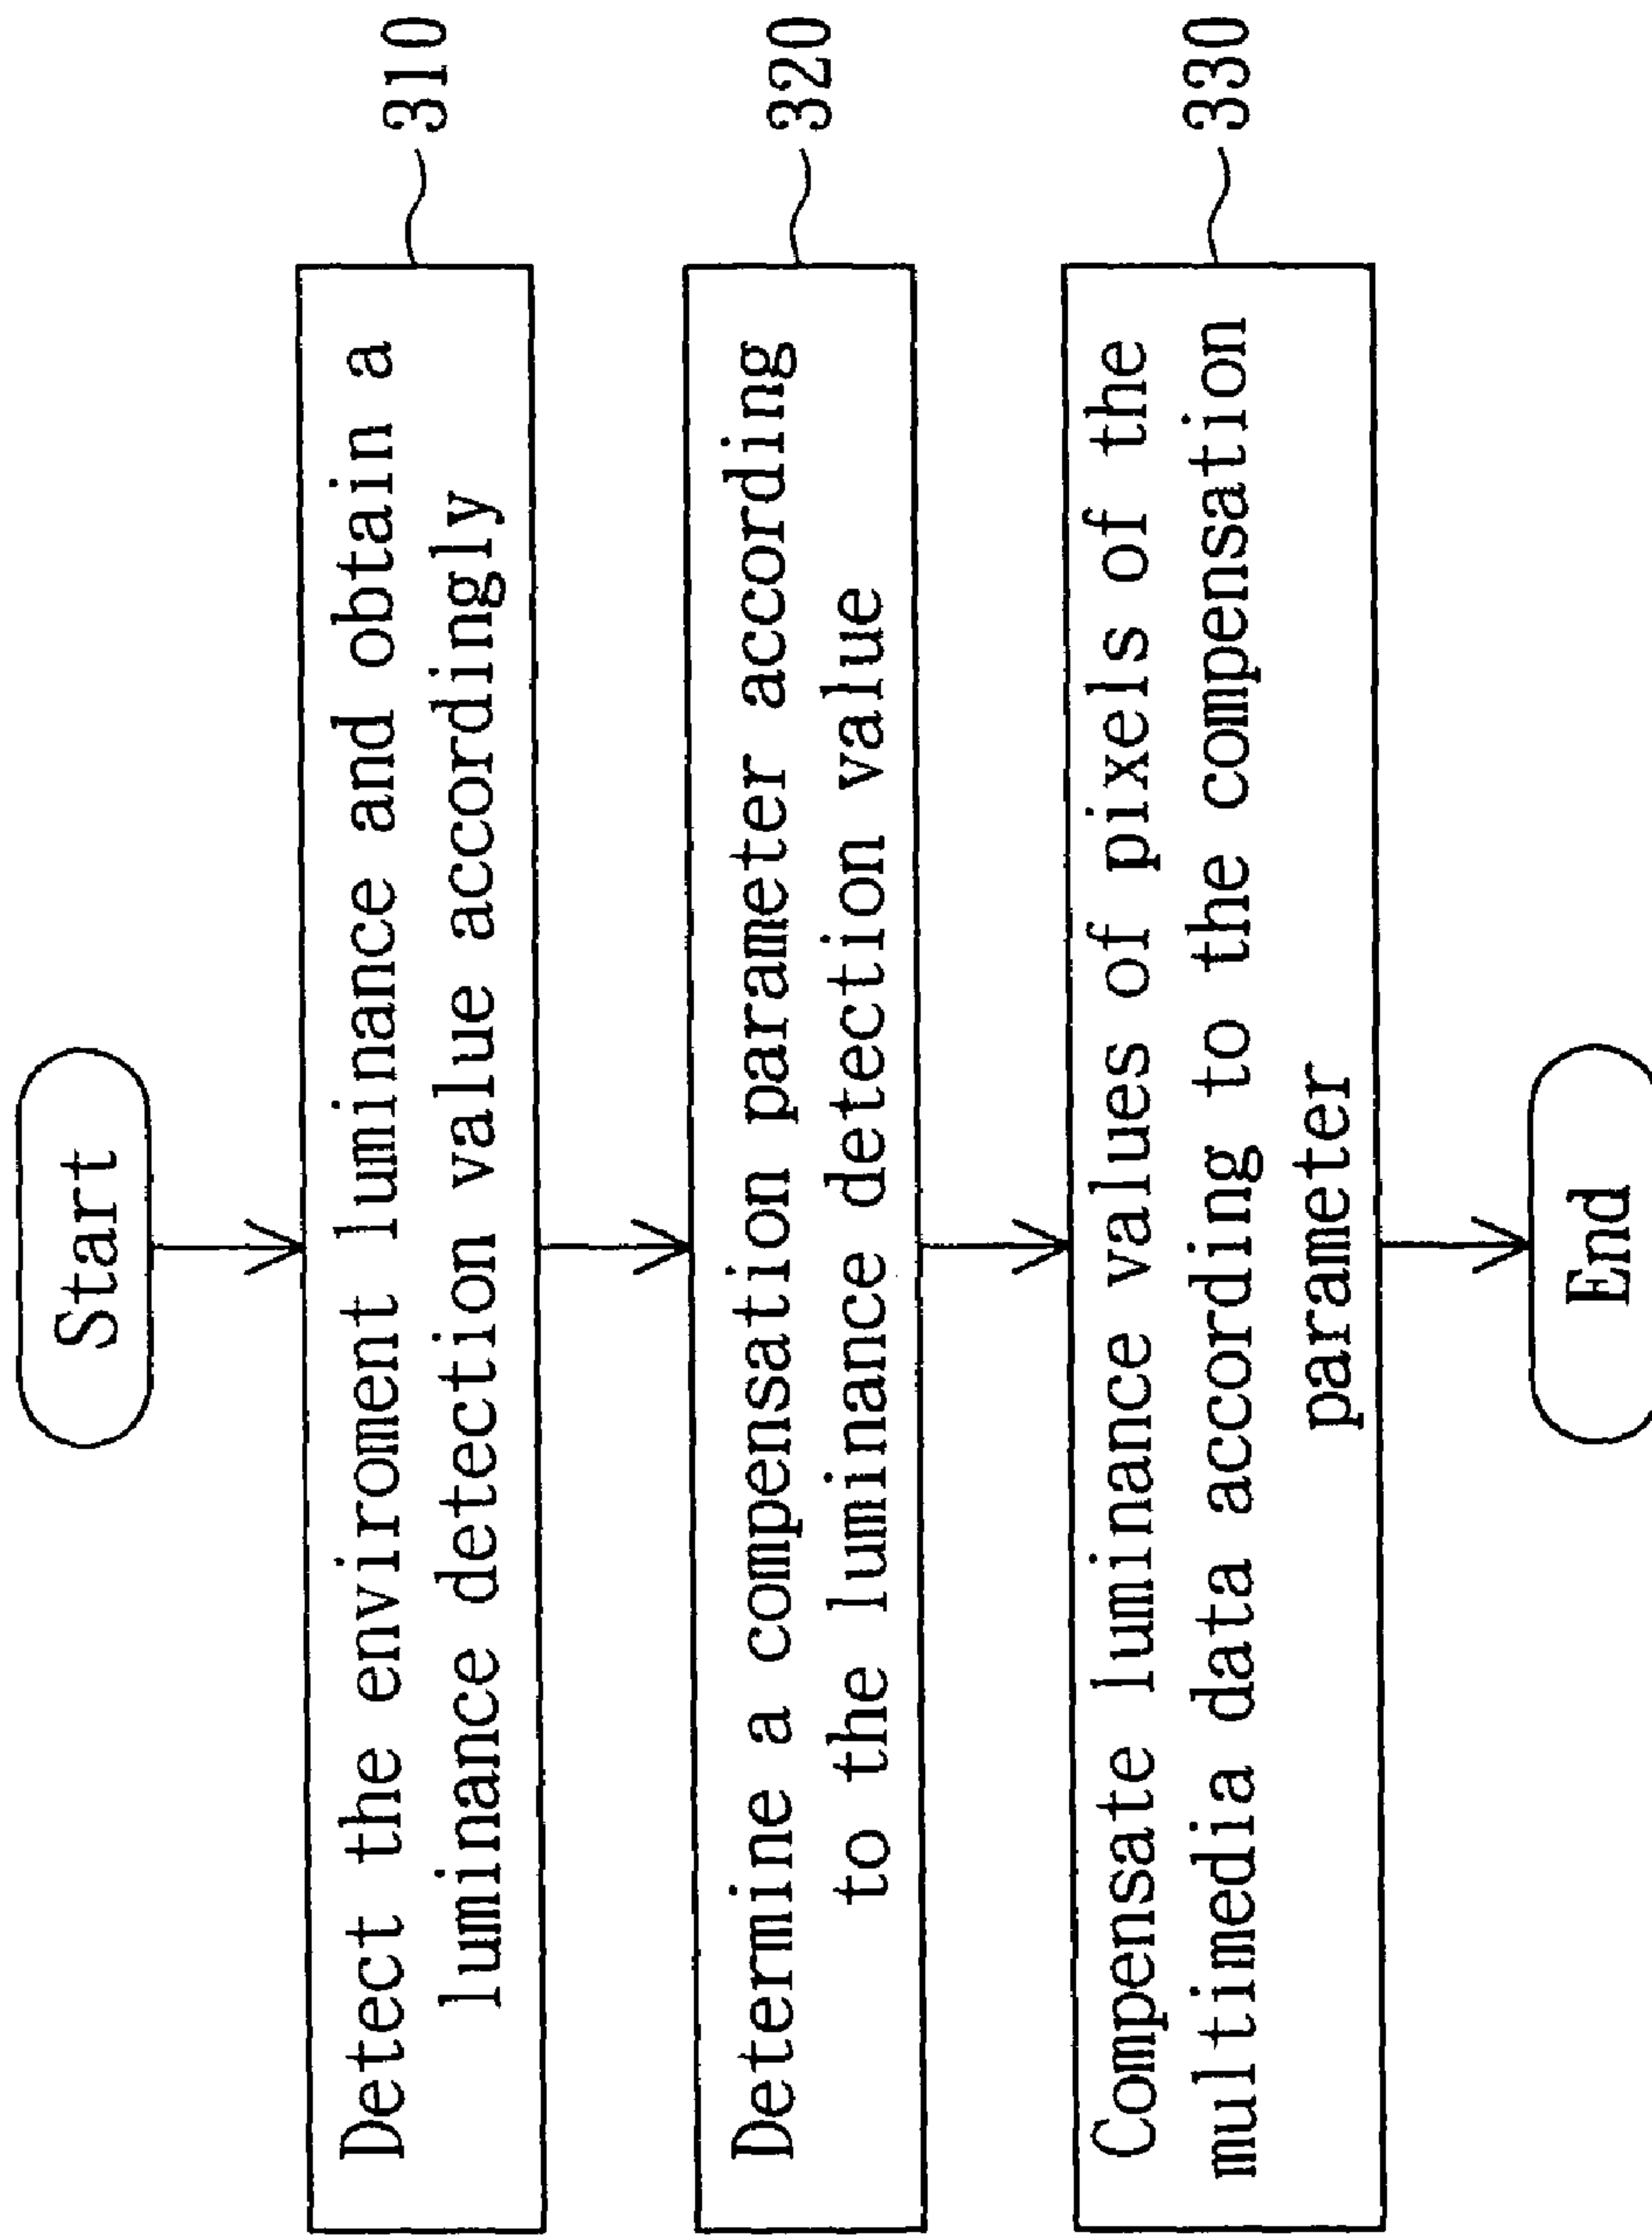 Start
Detect the enviroment luminance and obtain a
luminance detection value accordingly
310
Determine a compensation parameter according
to the luminance detection value
320
Compensate luminance values of pixels of the
multimedia data according to the compensation
parameter
330
End